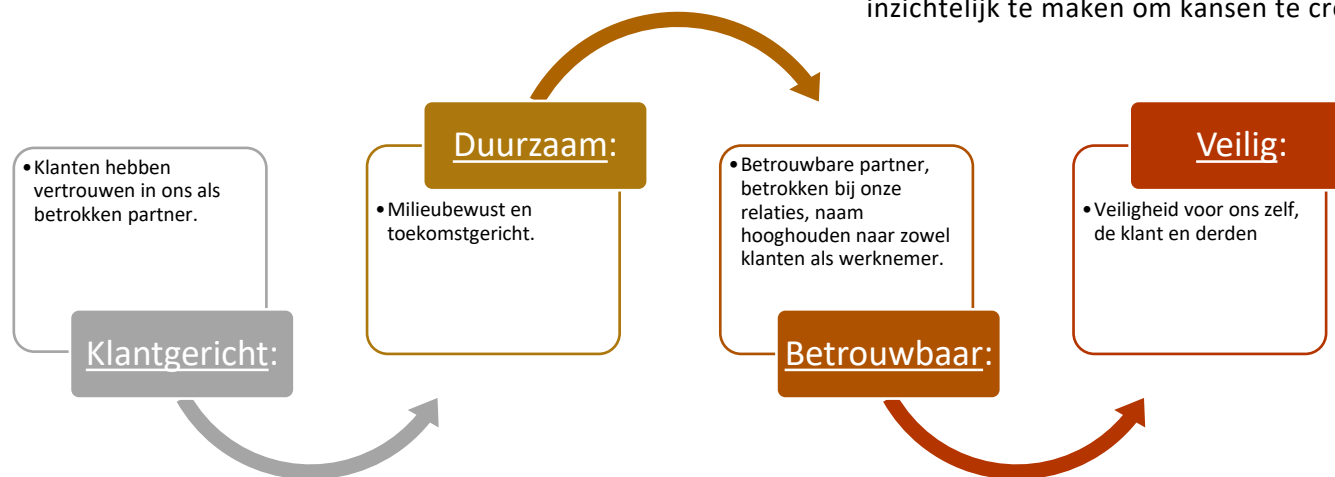 inzichtelijk te maken om kansen te
•Klanten hebben
vertrouwen in ons als
betrokken partner.
Klantgericht:
Duurzaam:
•Milieubewust en
toekomstgericht.
•Betrouwbare partner,
betrokken bij onze
relaties, naam
hooghouden naar zowel
klanten als werknemer.
Betrouwbaar:
Veilig:
•Veiligheid voor ons zelf,
de klant en derden